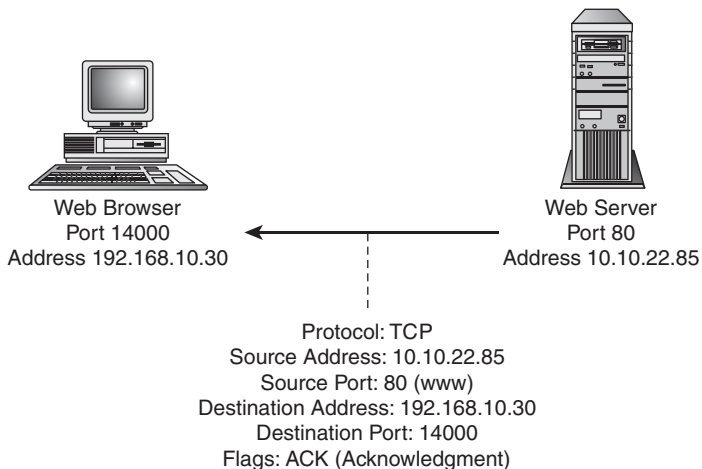 Web Browser
Port 14000
Address 192.168.10.30
Web Server
Port 80
Address 10.10.22.85
Protocol: TCP
Source Address: 10.10.22.85
Source Port: 80 (www)
Destination Address: 192.168.10.30
Destination Port: 14000
Flags: ACK (Acknowledgment)